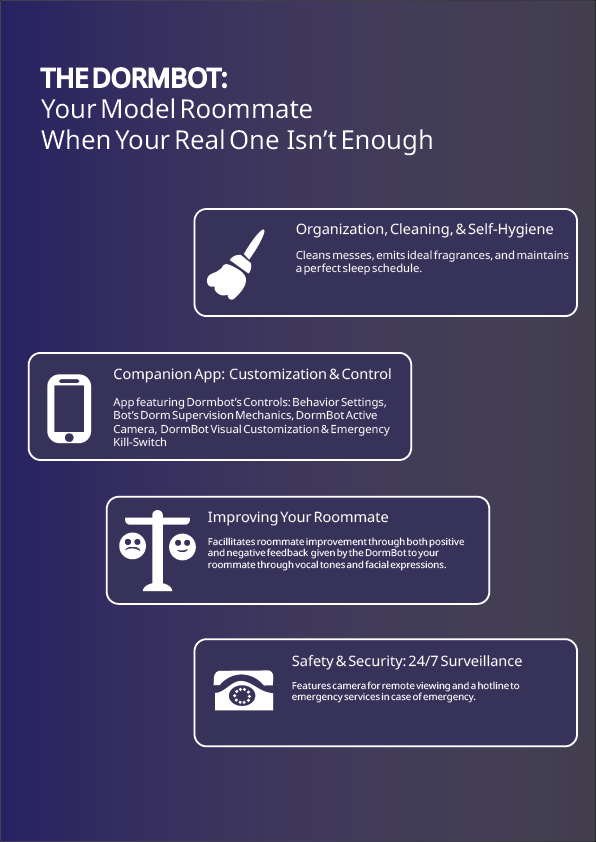 THE DORMBOT:
Your Model Roommate
When Your Real One Isn't Enough
Organization, Cleaning, & Self-Hygiene
Cleans messes, emits ideal fragrances, and maintains
a perfect sleep schedule.
Companion App: Customization & Control
App featuring Dormbot's Controls: Behavior Settings,
Bot's Dorm Supervision Mechanics, DormBot Active
Camera, DormBot Visual Customization & Emergency
Kill-Switch
Improving Your Roommate
Facillitates roommate improvement through both positive
and negative feedback given by the DormBot to your
roommate through vocal tones and facial expressions.
Safety & Security: 24/7 Surveillance
Features camera for remote viewing and a hotline to
emergency services in case of emergency.